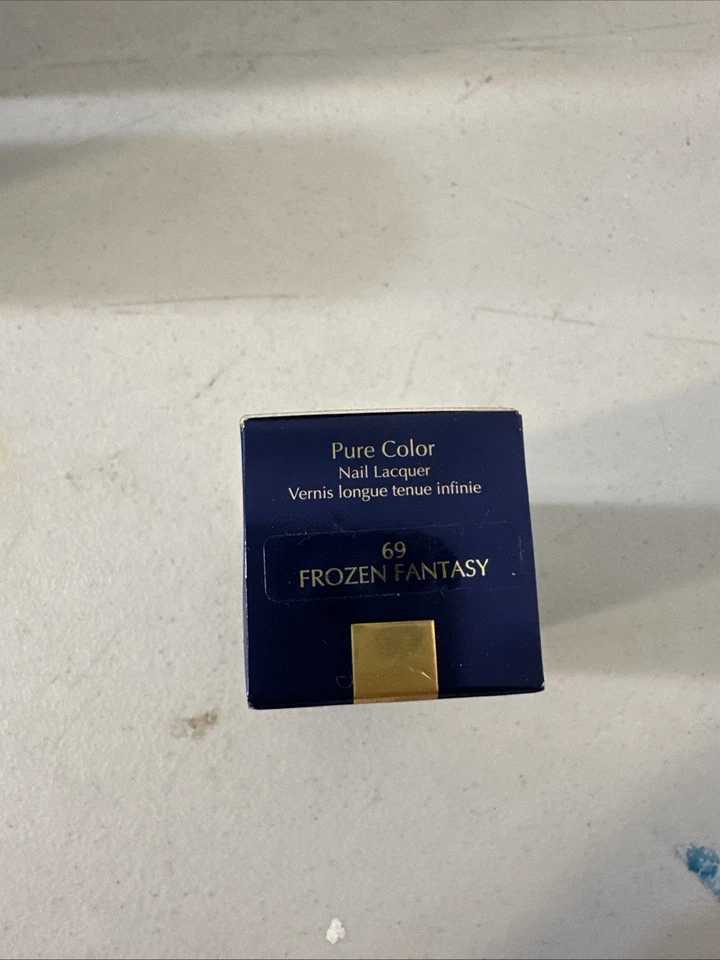 Pure Color
Nail Lacquer
Vernis longue tenue infinie
69
FROZEN FANTASY